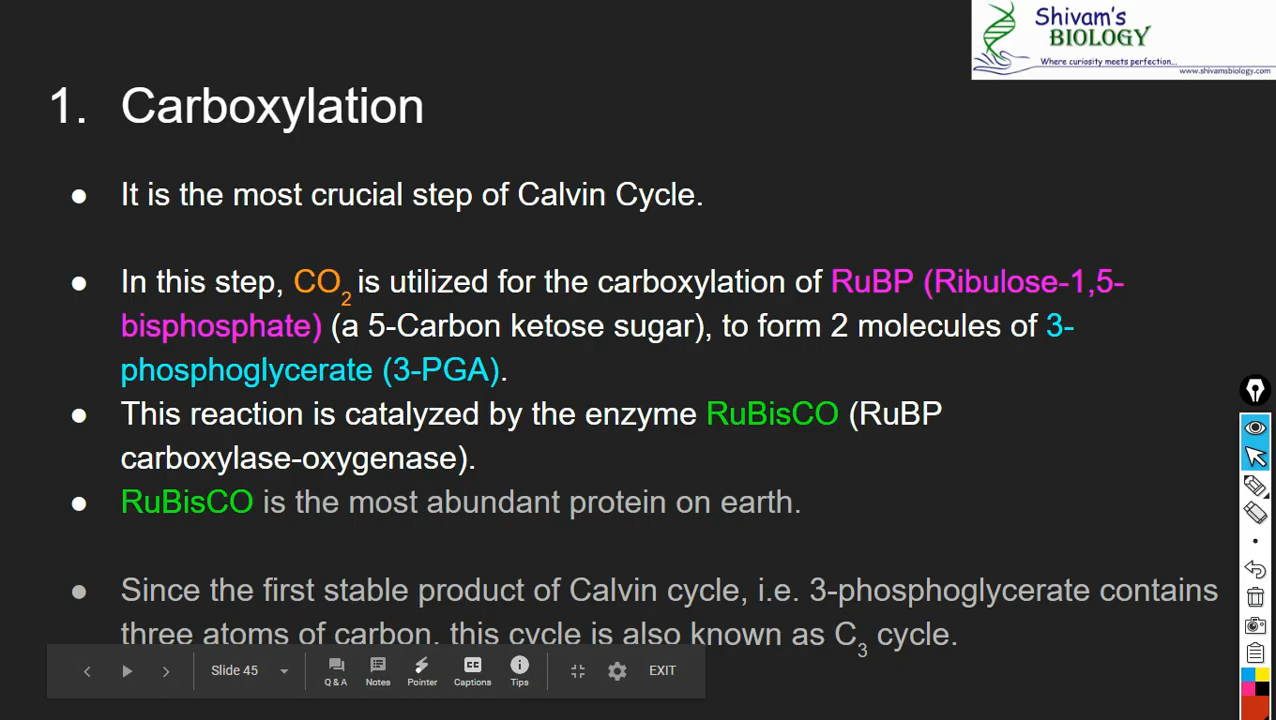 Shivam's
BIOLOGY
Where curiosity meets perfection...
www.shivamsbiology.com
1. Carboxylation
● It is the most crucial step of Calvin Cycle.
● In this step, CO2 is utilized for the carboxylation of RuBP (Ribulose-1,5-
bisphosphate) (a 5-Carbon ketose sugar), to form 2 molecules of 3-
phosphoglycerate (3-PGA).
● This reaction is catalyzed by the enzyme RuBisCO (RuBP
carboxylase-oxygenase).
● RuBisCO is the most abundant protein on earth.
● Since the first stable product of Calvin cycle, i.e. 3-phosphoglycerate contains
three atoms of carbon, this cycle is also known as C3 cycle.
Slide 45 Q & A Notes Pointer Captions Tips EXIT